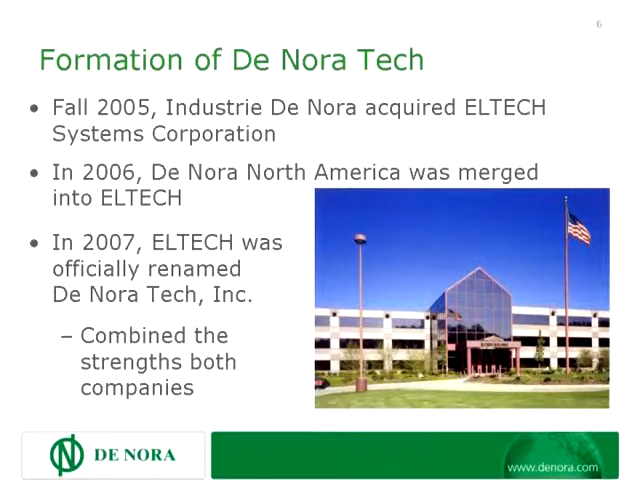 6
Formation of De Nora Tech
• Fall 2005, Industrie De Nora acquired ELTECH
Systems Corporation
• In 2006, De Nora North America was merged
into ELTECH
• In 2007, ELTECH was
officially renamed
De Nora Tech, Inc.
– Combined the
strengths both
companies
DE NORA
www.denora.com